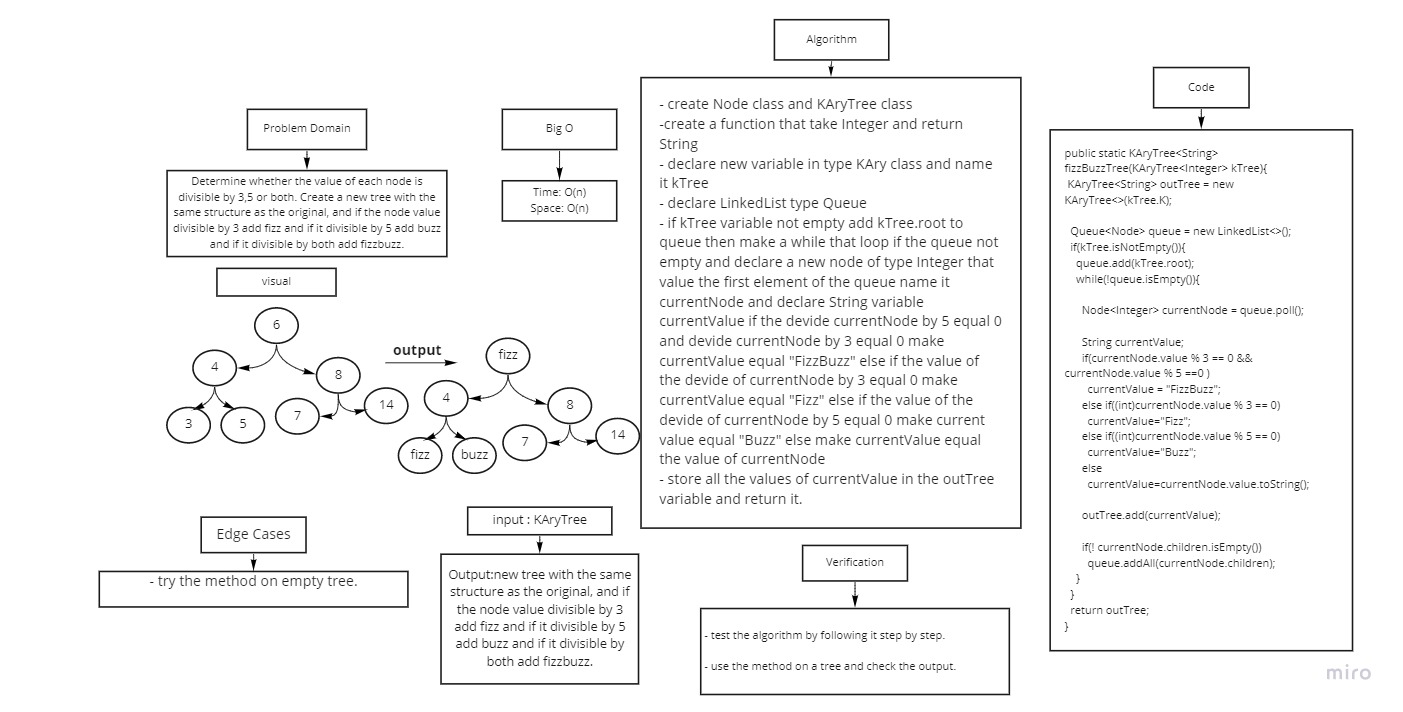 Problem Domain
Determine whether the value of each node is
divisible by 3,5 or both. Create a new tree with the
same structure as the original, and if the node value
divisible by 3 add fizz and if it divisible by 5 add buzz
and if it divisible by both add fizzbuzz.
visual
6
4
8
3
5
7
14
output
fizz
4
8
fizz
buzz
7
14
Big O
Time: O(n)
Space: O(n)
Edge Cases
- try the method on empty tree.
input : KAryTree
Output:new tree with the same
structure as the original, and if
the node value divisible by 3
add fizz and if it divisible by 5
add buzz and if it divisible by
both add fizzbuzz.
Algorithm
- create Node class and KAryTree class
-create a function that take Integer and return
String
- declare new variable in type KAry class and name
it kTree
- declare LinkedList type Queue
- if kTree variable not empty add kTree.root to
queue then make a while that loop if the queue not
empty and declare a new node of type Integer that
value the first element of the queue name it
currentNode and declare String variable
currentValue if the devide currentNode by 5 equal 0
and devide currentNode by 3 equal 0 make
currentValue equal "FizzBuzz" else if the value of
the devide of currentNode by 3 equal 0 make
currentValue equal "Fizz" else if the value of the
devide of currentNode by 5 equal 0 make current
value equal "Buzz" else make currentValue equal
the value of currentNode
- store all the values of currentValue in the outTree
variable and return it.
Verification
- test the algorithm by following it step by step.
- use the method on a tree and check the output.
Code
public static KAryTree<String>
fizzBuzzTree(KAryTree<Integer> kTree){
KAryTree<String> outTree = new
KAryTree<>(kTree.K);
Queue<Node> queue = new LinkedList<>();
if(kTree.isNotEmpty()){
queue.add(kTree.root);
while(!queue.isEmpty()){
Node<Integer> currentNode = queue.poll();
String currentValue;
if(currentNode.value % 3 == 0 &&
currentNode.value % 5 ==0 )
currentValue = "FizzBuzz";
else if((int)currentNode.value % 3 == 0)
currentValue="Fizz";
else if((int)currentNode.value % 5 == 0)
currentValue="Buzz";
else
currentValue=currentNode.value.toString();
outTree.add(currentValue);
if(! currentNode.children.isEmpty())
queue.addAll(currentNode.children);
}
}
return outTree;
}
miro